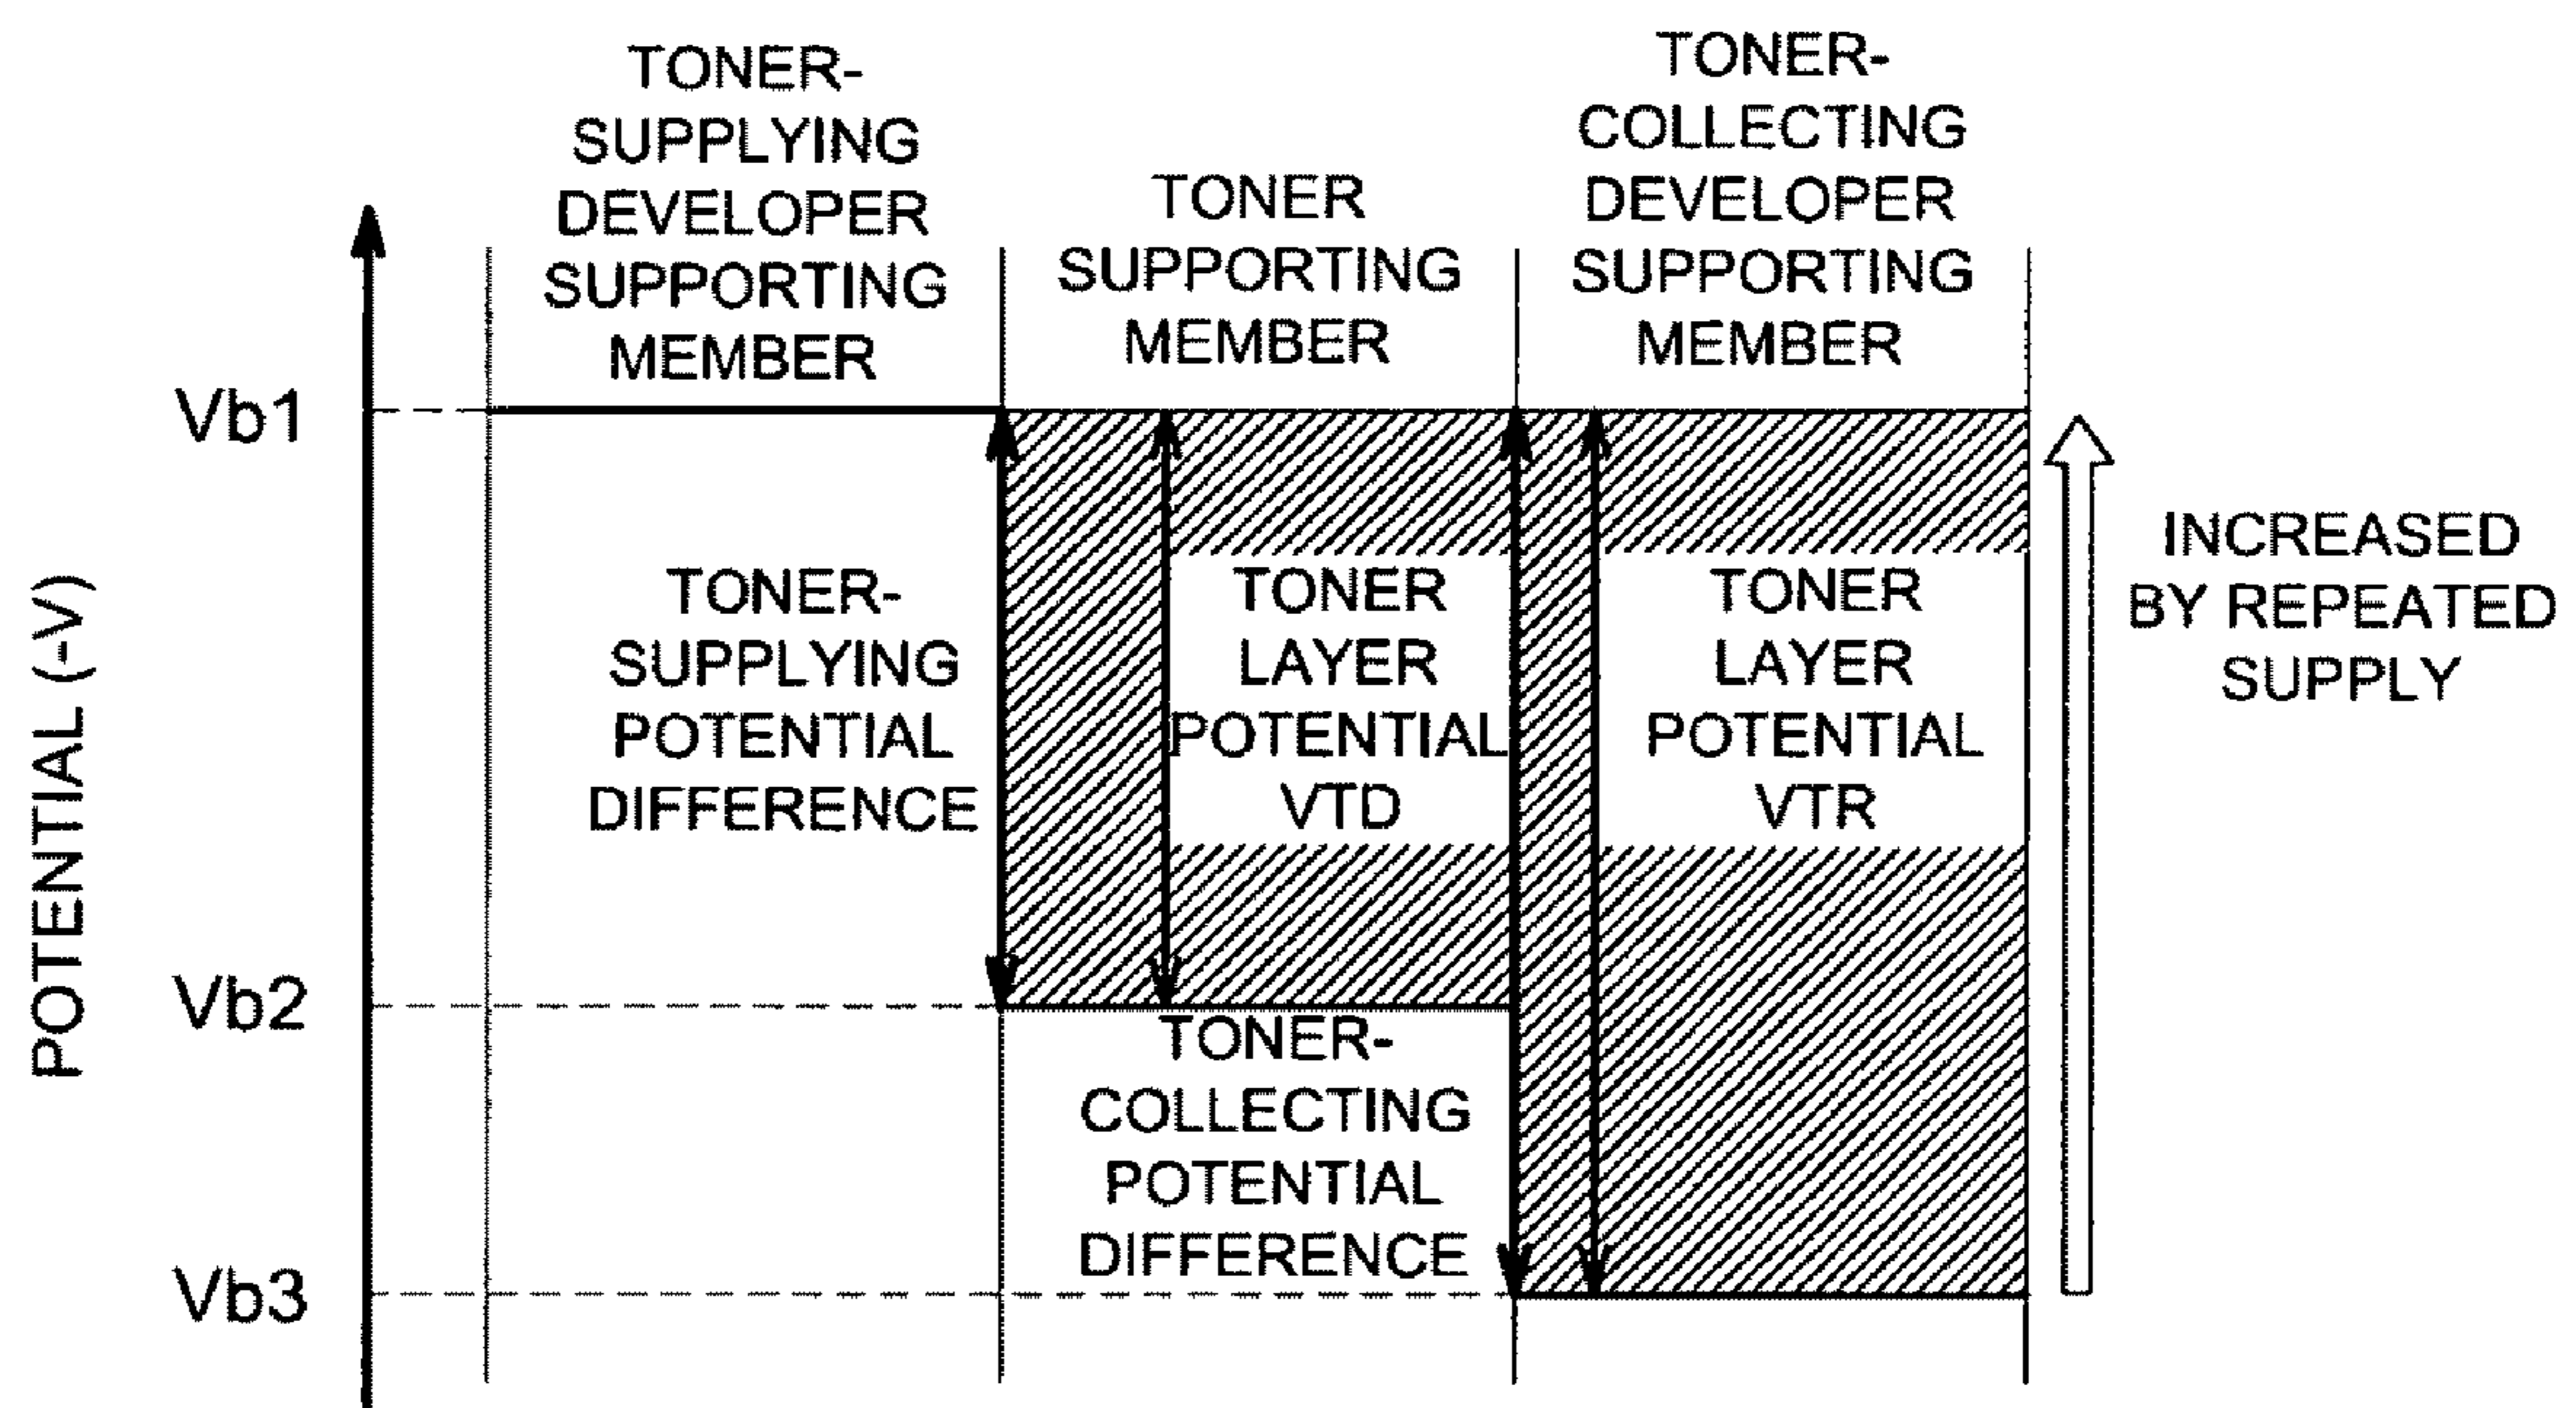 TONER-
SUPPLYING
DEVELOPER
SUPPORTING
MEMBER
TONER
SUPPORTING
MEMBER
TONER-
COLLECTING
DEVELOPER
SUPPORTING
MEMBER
POTENTIAL (-V)
Vb1
Vb2
Vb3
TONER-
SUPPLYING
POTENTIAL
DIFFERENCE
TONER
LAYER
POTENTIAL
VTD
TONER
LAYER
POTENTIAL
VTR
INCREASED
BY REPEATED
SUPPLY
TONER-
COLLECTING
POTENTIAL
DIFFERENCE